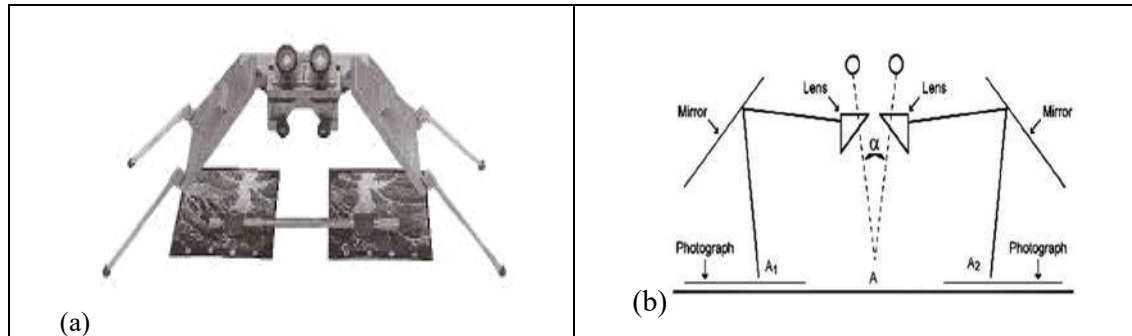 (a)
Lens
Lens
Mirror
Mirror
α
Photograph
Photograph
A₁
A
A₂
(b)